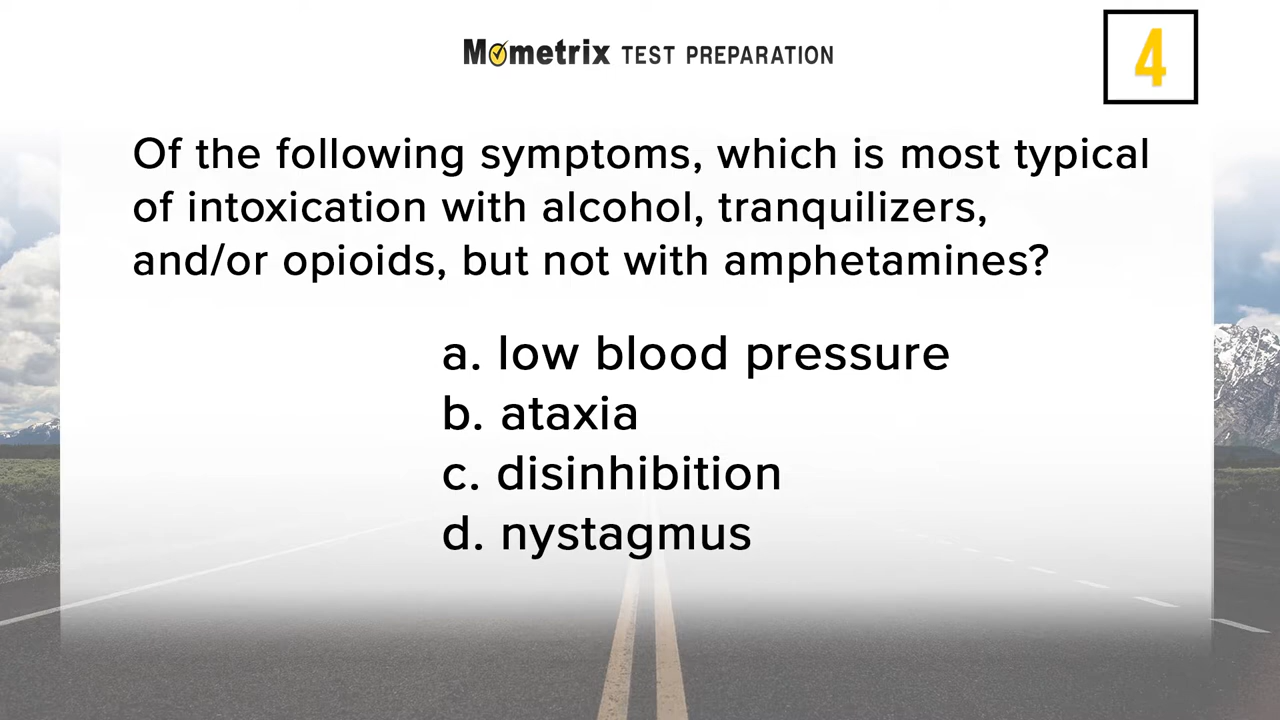 Mometrix TEST PREPARATION
4
Of the following symptoms, which is most typical
of intoxication with alcohol, tranquilizers,
and/or opioids, but not with amphetamines?
a. low blood pressure
b. ataxia
c. disinhibition
d. nystagmus